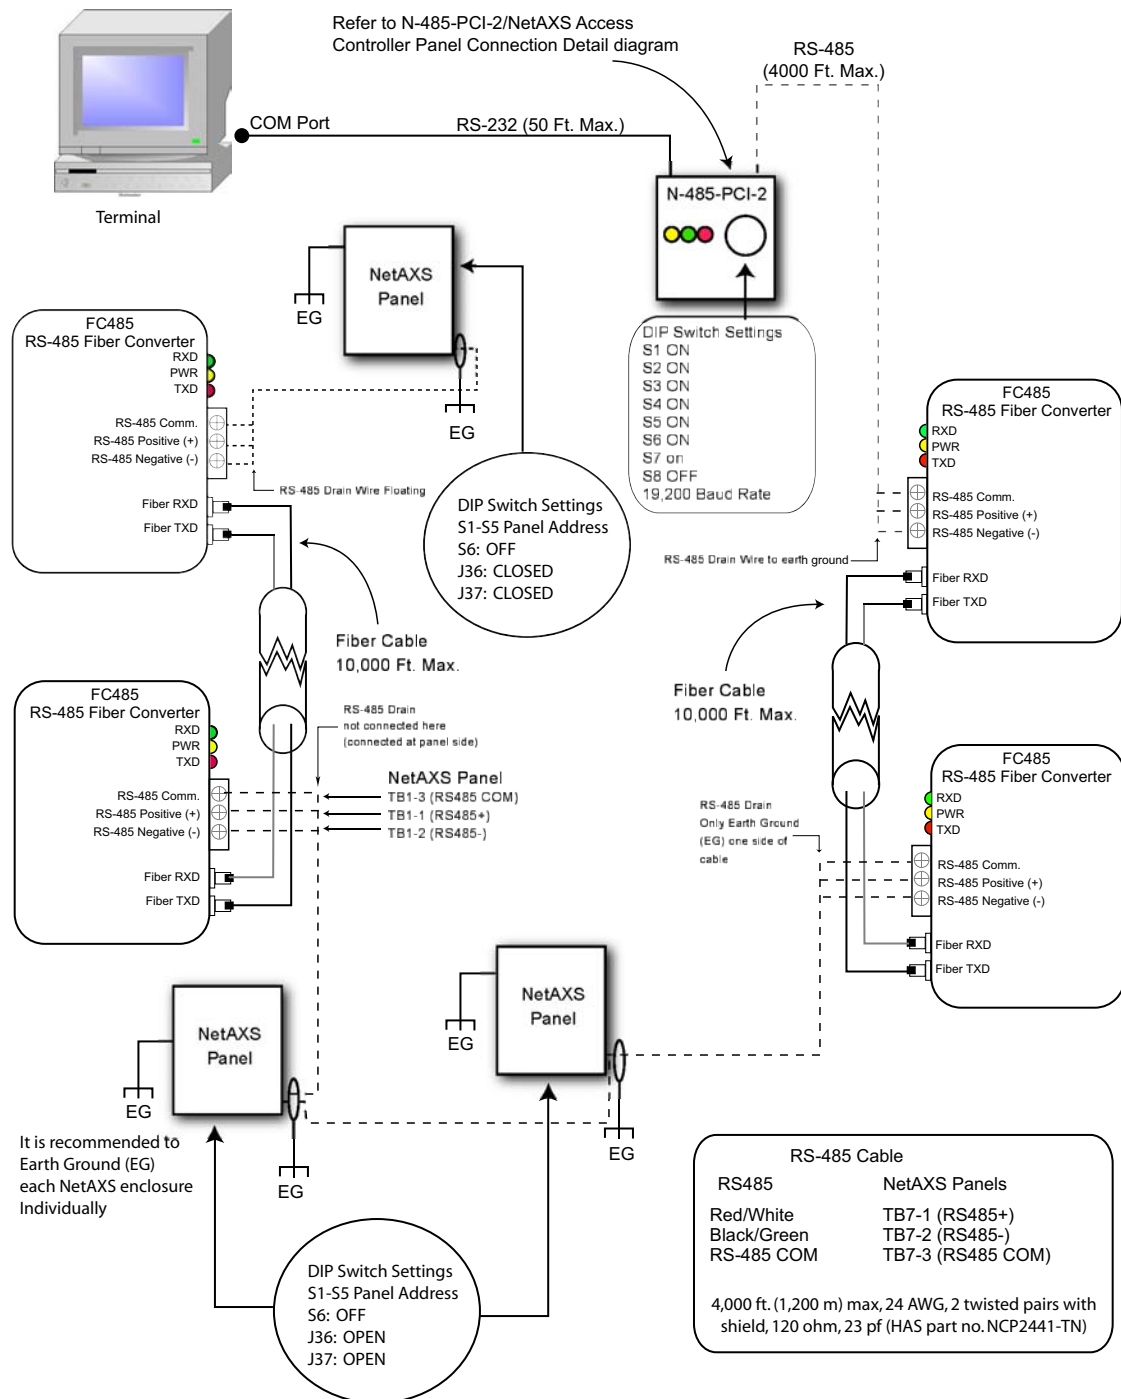 Refer to N-485-PCI-2/NetAXS Access
Controller Panel Connection Detail diagram
RS-485
(4000 Ft. Max.)
COM Port
RS-232 (50 Ft. Max.)
Terminal
N-485-PCI-2
NetAXS
Panel
EG
EG
DIP Switch Settings
S1 ON
S2 ON
S3 ON
S4 ON
S5 ON
S6 ON
S7 on
S8 OFF
19,200 Baud Rate
FC485
RS-485 Fiber Converter
RXD
PWR
TXD
RS-485 Comm.
RS-485 Positive (+)
RS-485 Negative (-)
Fiber RXD
Fiber TXD
RS-485 Drain Wire Floating
DIP Switch Settings
S1-S5 Panel Address
S6: OFF
J36: CLOSED
J37: CLOSED
FC485
RS-485 Fiber Converter
RXD
PWR
TXD
RS-485 Comm.
RS-485 Positive (+)
RS-485 Negative (-)
Fiber RXD
Fiber TXD
RS-485 Drain Wire to earth ground
Fiber Cable
10,000 Ft. Max.
Fiber Cable
10,000 Ft. Max.
FC485
RS-485 Fiber Converter
RXD
PWR
TXD
RS-485 Comm.
RS-485 Positive (+)
RS-485 Negative (-)
Fiber RXD
Fiber TXD
RS-485 Drain
not connected here
(connected at panel side)
NetAXS Panel
TB1-3 (RS485 COM)
TB1-1 (RS485+)
TB1-2 (RS485-)
RS-485 Drain
Only Earth Ground
(EG) one side of
cable
FC485
RS-485 Fiber Converter
RXD
PWR
TXD
RS-485 Comm.
RS-485 Positive (+)
RS-485 Negative (-)
Fiber RXD
Fiber TXD
NetAXS
Panel
EG
EG
NetAXS
Panel
EG
EG
It is recommended to
Earth Ground (EG)
each NetAXS enclosure
Individually
DIP Switch Settings
S1-S5 Panel Address
S6: OFF
J36: OPEN
J37: OPEN
RS-485 Cable
RS485 NetAXS Panels
Red/White TB7-1 (RS485+)
Black/Green TB7-2 (RS485-)
RS-485 COM TB7-3 (RS485 COM)
4,000 ft. (1,200 m) max, 24 AWG, 2 twisted pairs with
shield, 120 ohm, 23 pf (HAS part no. NCP2441-TN)